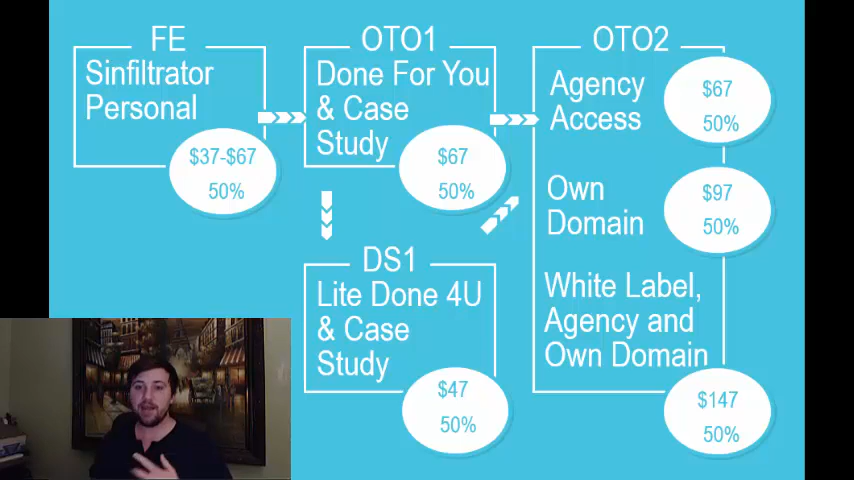 FE
Sinfiltrator
Personal
$37-$67
50%
OTO1
Done For You
& Case
Study
$67
50%
DS1
Lite Done 4U
& Case
Study
$47
50%
OTO2
Agency
Access
$67
50%
Own
Domain
$97
50%
White Label,
Agency and
Own Domain
$147
50%